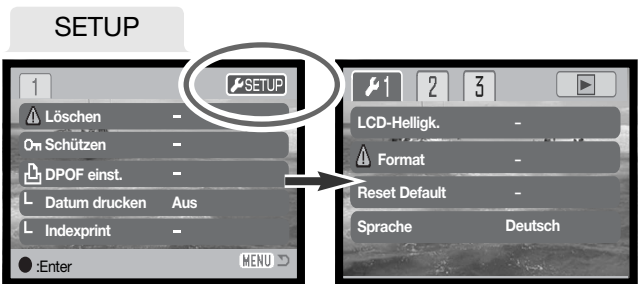 SETUP
1 SETUP
Löschen –
Schützen –
DPOF einst. –
Datum drucken Aus
Indexprint –
:Enter MENU
1 2 3
LCD-Helligk. –
Format –
Reset Default –
Sprache Deutsch